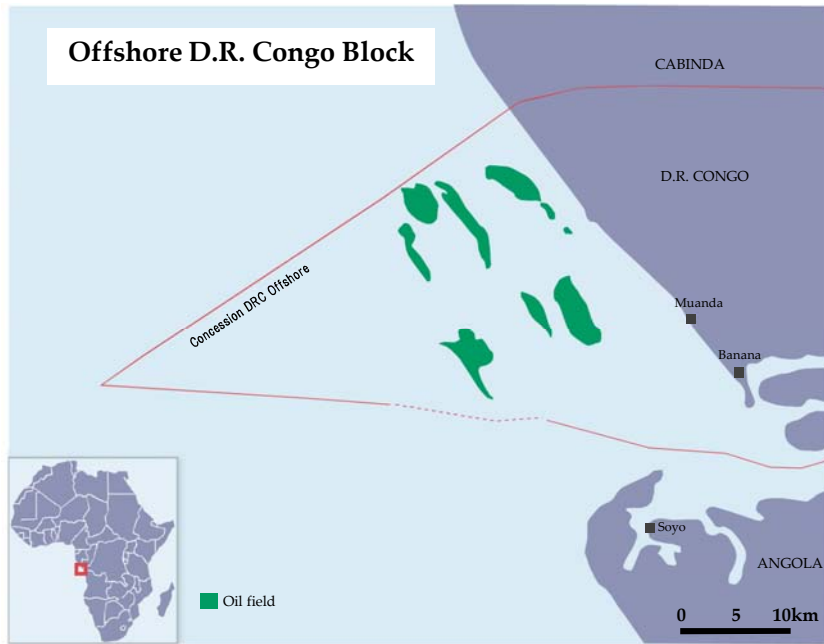 Offshore D.R. Congo Block
CABINDA
D.R. CONGO
Concession DRC Offshore
Muanda
Banana
Soyo
ANGOLA
Oil field
0 5 10km